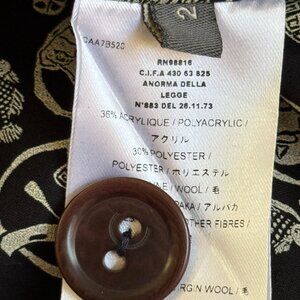 2
CAA7B520
RN98816
C.I.F.A 430 63 825
ANORMA DELLA
LEGGE
N°883 DEL 26.11.73
36% ACRYLIQUE / POLYACRYLIC /
アクリル
30% POLYESTER /
POLYESTER / ポリエステル
WOOL / 毛
アルパカ
FIBRES /
VIRGIN WOOL / 毛